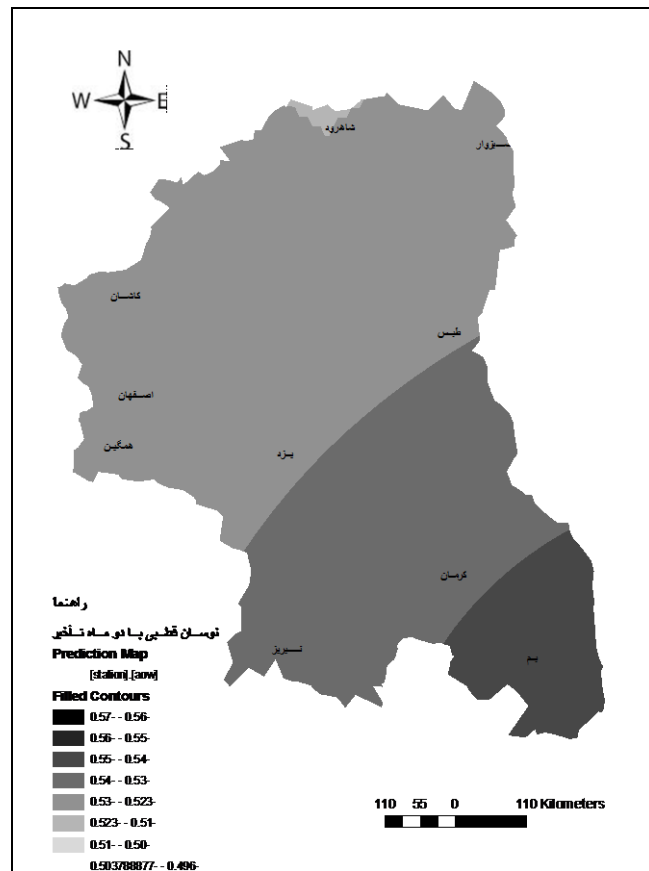 N
W E
S
شاهرود
سبزوار
کاشان
طبس
اصفهان
همگین
یزد
کرمان
راهنما
نوسان قطبی با دو ماه تأخیر
نیریز
بم
Prediction Map
[station].[aow]
Filled Contours
0.57- - 0.56-
0.56- - 0.55-
0.55- - 0.54-
0.54- - 0.53-
0.53- - 0.523-
0.523- - 0.51-
0.51- - 0.50-
0.503788877- - 0.496-
110 55 0 110 Kilometers